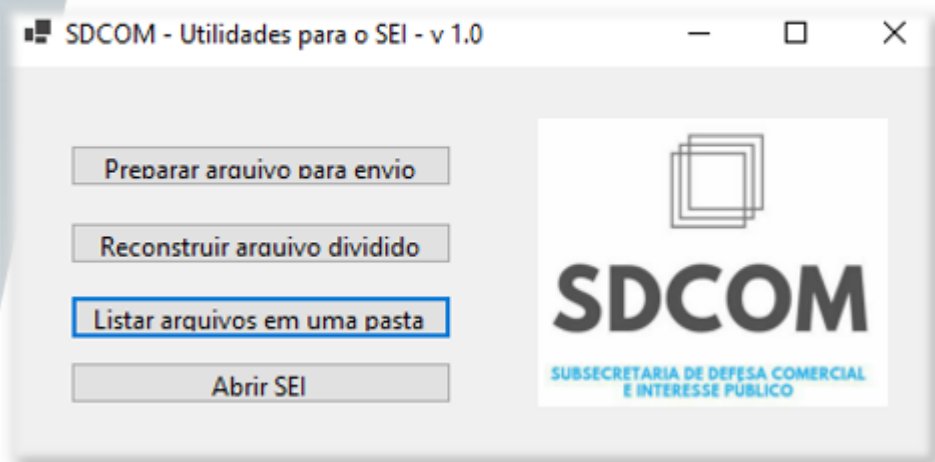 SDCOM - Utilidades para o SEI - v 1.0
Preparar arquivo para envio
Reconstruir arquivo dividido
Listar arquivos em uma pasta
Abrir SEI
SDCOM
SUBSECRETARIA DE DEFESA COMERCIAL
E INTERESSE PÚBLICO